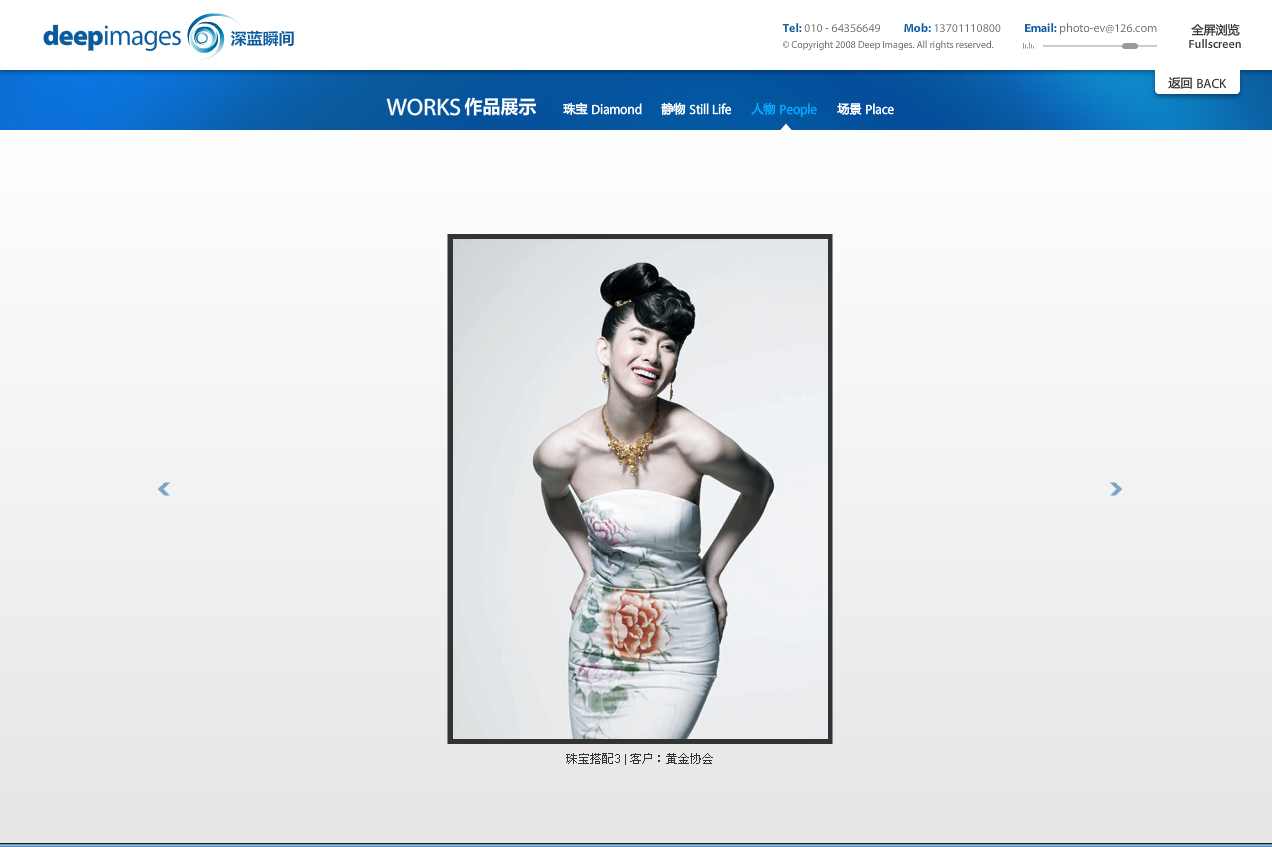 deepimages 深蓝瞬间
Tel: 010 - 64356649 Mob: 13701110800 Email: photo-ev@126.com
© Copyright 2008 Deep Images. All rights reserved.
全屏浏览
Fullscreen
返回 BACK
WORKS 作品展示 珠宝 Diamond 静物 Still Life 人物 People 场景 Place
珠宝搭配3 | 客户：黄金协会